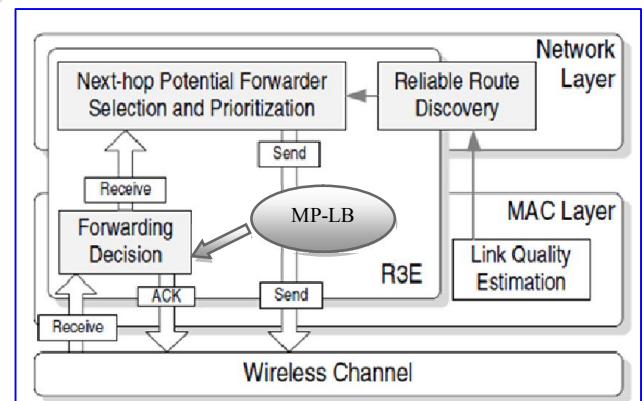 Network
Layer
Next-hop Potential Forwarder
Selection and Prioritization
Reliable Route
Discovery
Send
Receive
MP-LB
MAC Layer
Forwarding
Decision
Link Quality
Estimation
R3E
ACK
Send
Receive
Wireless Channel